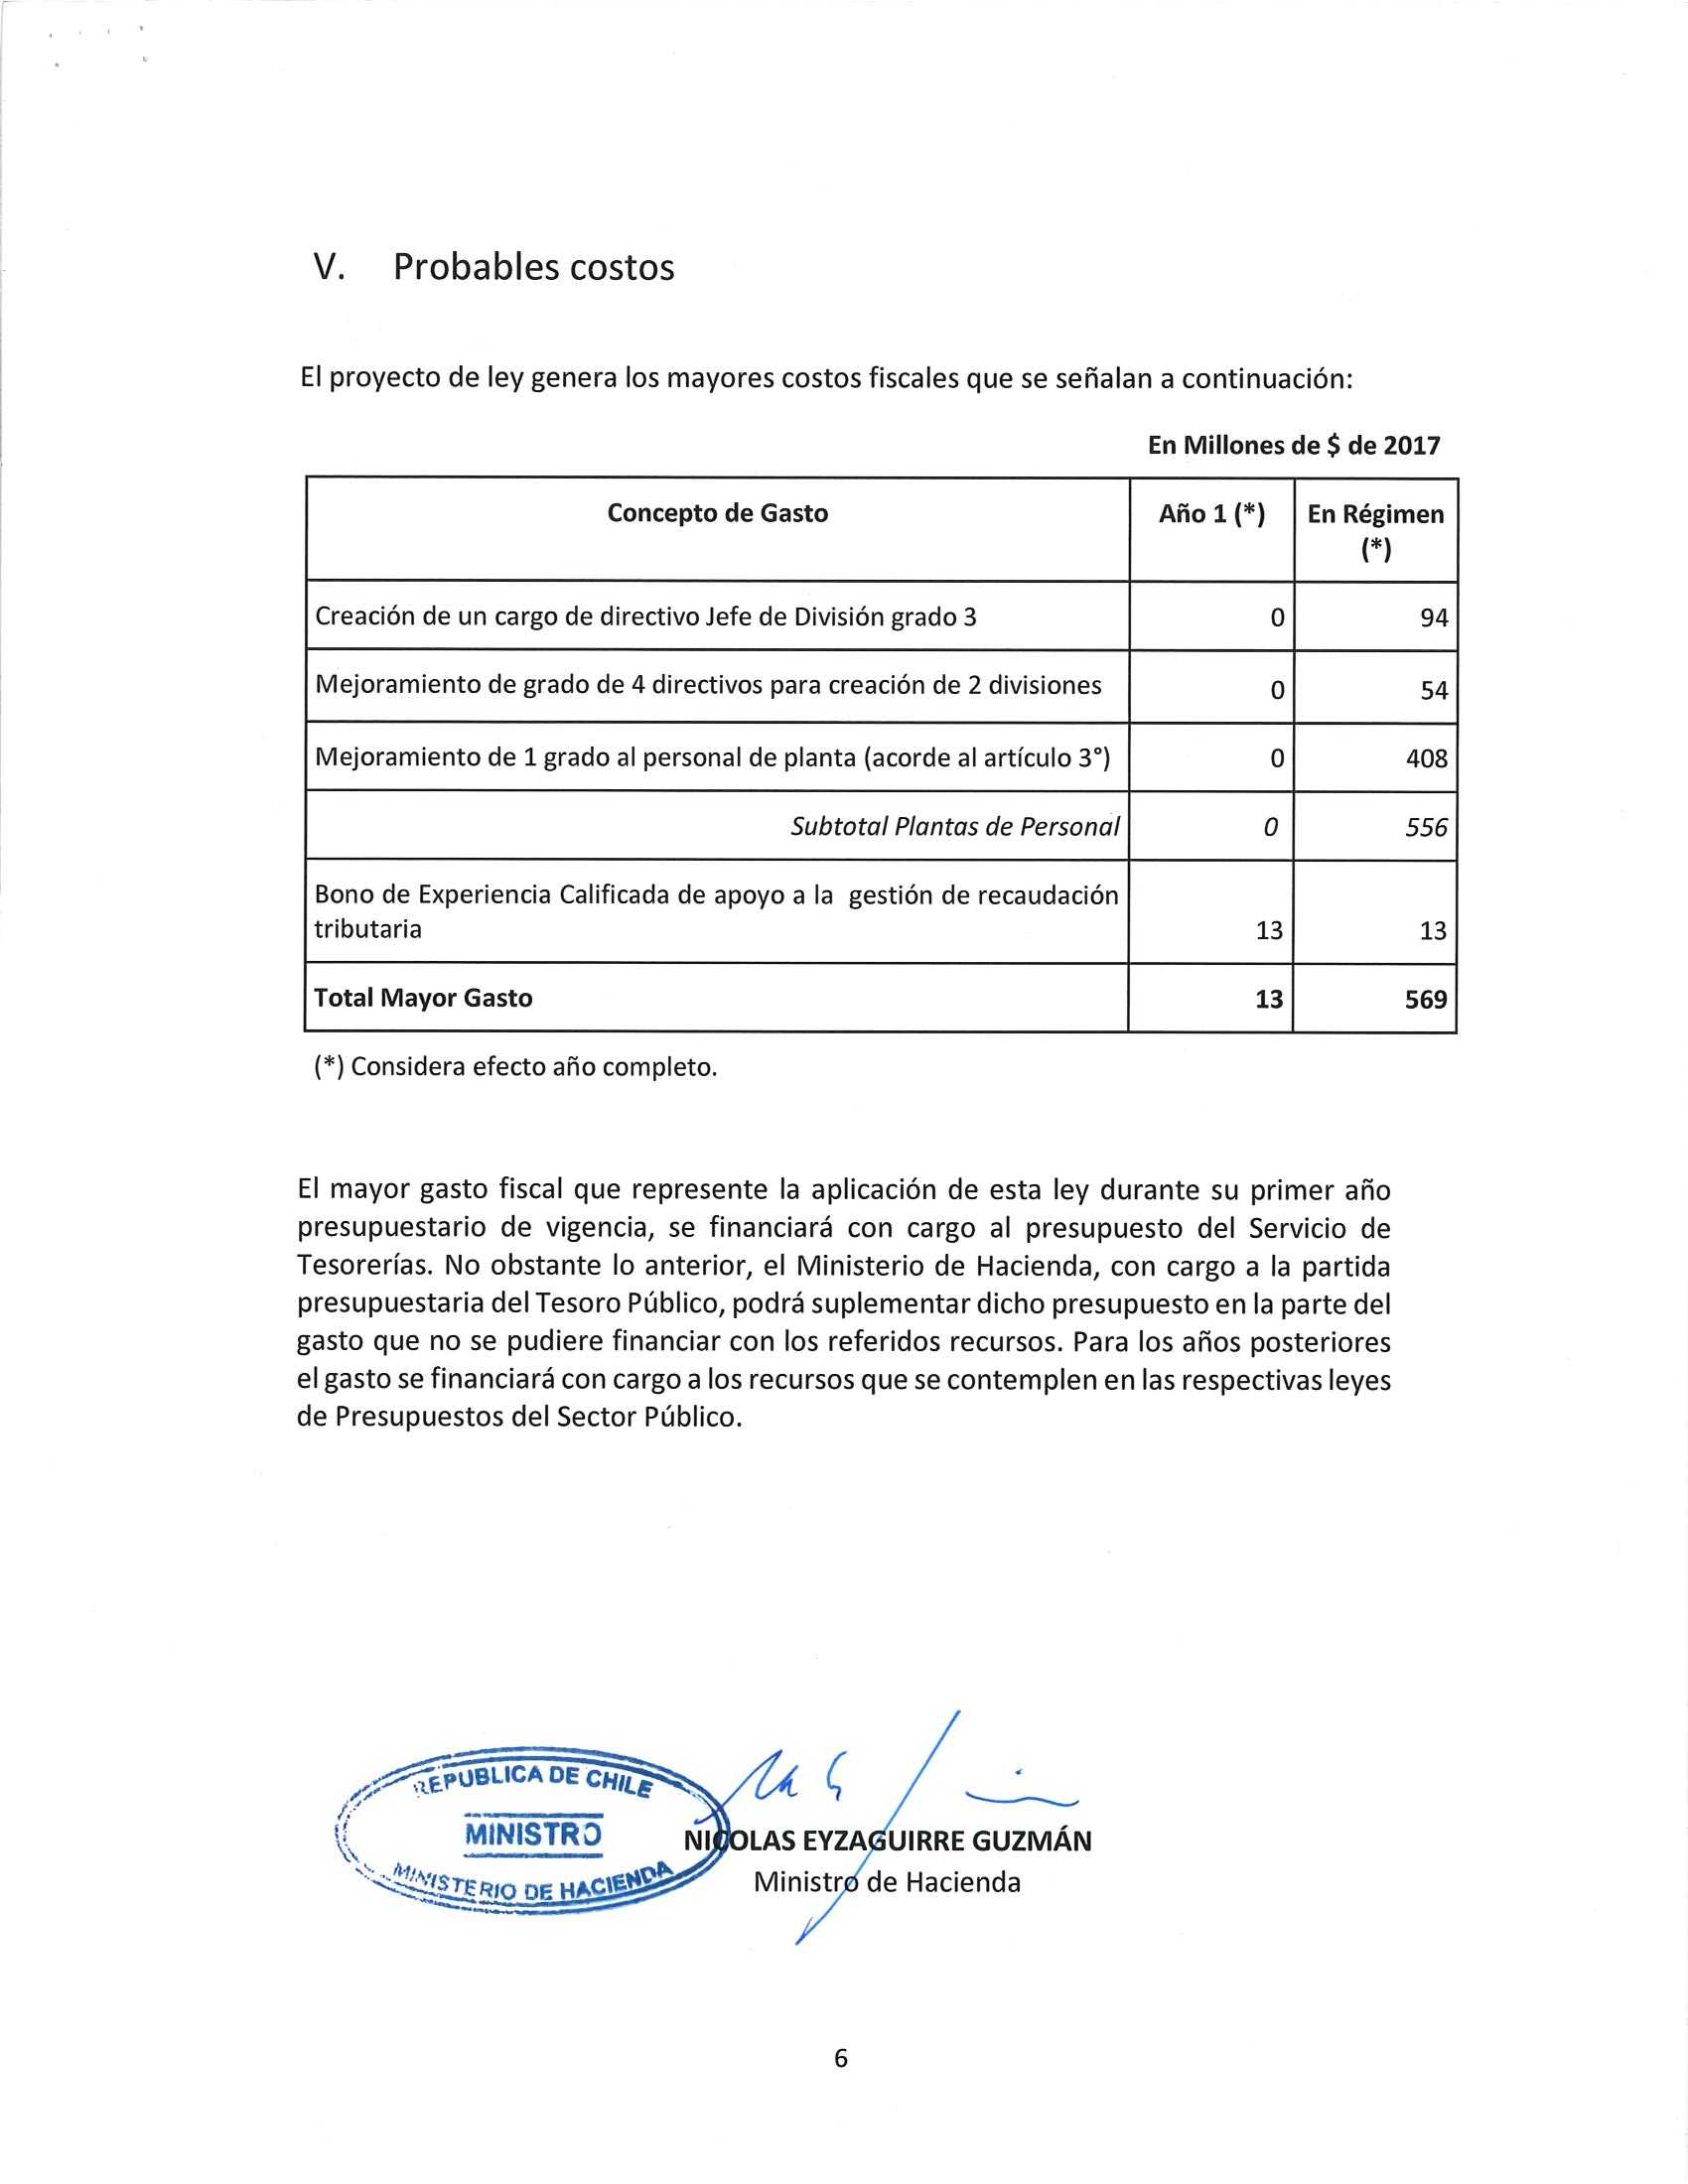 V. Probables costos
El proyecto de ley genera los mayores costos fiscales que se señalan a continuación:
En Millones de $ de 2017
Concepto de Gasto Año 1 (*) En Régimen
(*)
Creación de un cargo de directivo Jefe de División grado 3 0 94
Mejoramiento de grado de 4 directivos para creación de 2 divisiones 0 54
Mejoramiento de 1 grado al personal de planta (acorde al artículo 3°) 0 408
Subtotal Plantas de Personal 0 556
Bono de Experiencia Calificada de apoyo a la gestión de recaudación
tributaria 13 13
Total Mayor Gasto 13 569
(*) Considera efecto año completo.
El mayor gasto fiscal que represente la aplicación de esta ley durante su primer año
presupuestario de vigencia, se financiará con cargo al presupuesto del Servicio de
Tesorerías. No obstante lo anterior, el Ministerio de Hacienda, con cargo a la partida
presupuestaria del Tesoro Público, podrá suplementar dicho presupuesto en la parte del
gasto que no se pudiere financiar con los referidos recursos. Para los años posteriores
el gasto se financiará con cargo a los recursos que se contemplen en las respectivas leyes
de Presupuestos del Sector Público.
REPUBLICA DE CHILE
MINISTRO
MINISTERIO DE HACIENDA
NICOLAS EYZAGUIRRE GUZMÁN
Ministro de Hacienda
6